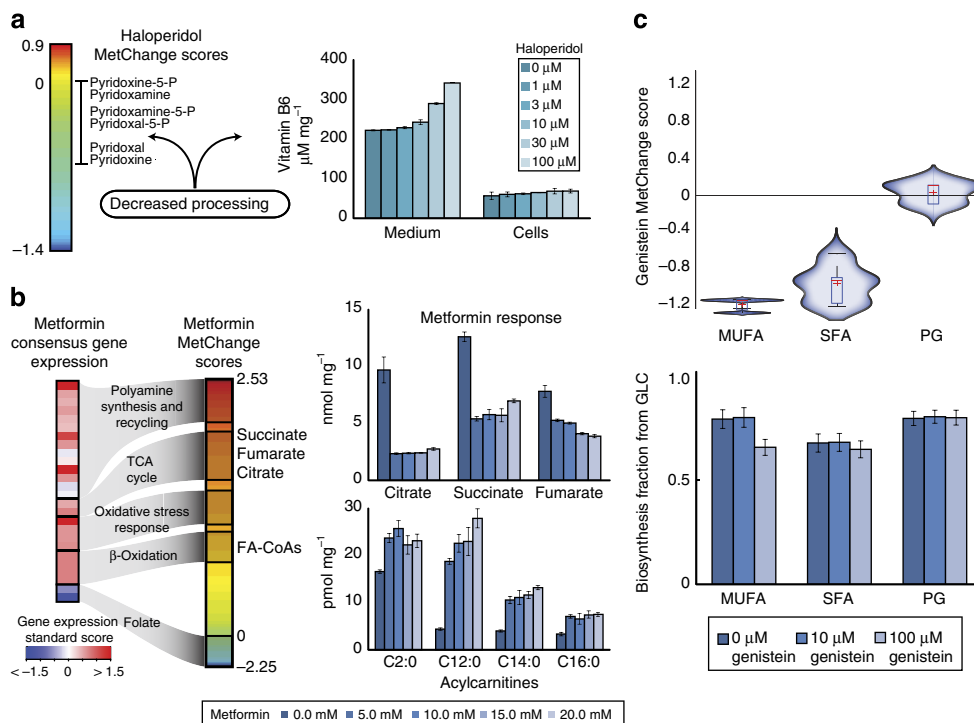 a
Haloperidol
MetChange scores
0.9
0
−1.4
Pyridoxine-5-P
Pyridoxamine
Pyridoxamine-5-P
Pyridoxal-5-P
Pyridoxal
Pyridoxine
Decreased processing
Vitamin B6
μM mg⁻¹
400
300
200
100
0
Medium
Cells
Haloperidol
0 μM
1 μM
3 μM
10 μM
30 μM
100 μM
b
Metformin
consensus gene
expression
Metformin
MetChange
scores
2.53
0
−2.25
Polyamine
synthesis and
recycling
TCA
cycle
Oxidative stress
response
β-Oxidation
Folate
Succinate
Fumarate
Citrate
FA-CoAs
Gene expression
standard score
< −1.5
0
> 1.5
Metformin response
nmol mg⁻¹
15
10
5
0
Citrate
Succinate
Fumarate
pmol mg⁻¹
30
20
10
0
C2:0
C12:0
C14:0
C16:0
Acylcarnitines
Metformin
0.0 mM
5.0 mM
10.0 mM
15.0 mM
20.0 mM
c
Genistein MetChange score
1.2
0.8
0.4
0
−0.4
−0.8
−1.2
MUFA
SFA
PG
Biosynthesis fraction from GLC
1.0
0.5
0
MUFA
SFA
PG
0 μM
genistein
10 μM
genistein
100 μM
genistein